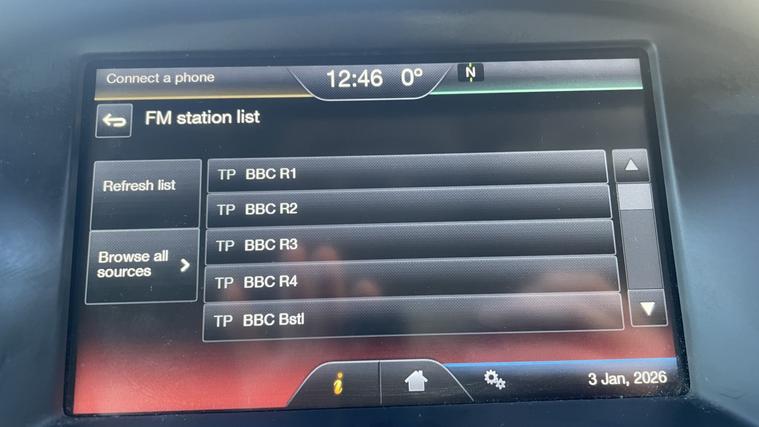 Connect a phone
12:46 0°
N
FM station list
Refresh list
Browse all
sources
TP BBC R1
TP BBC R2
TP BBC R3
TP BBC R4
TP BBC Bstl
i
3 Jan, 2026